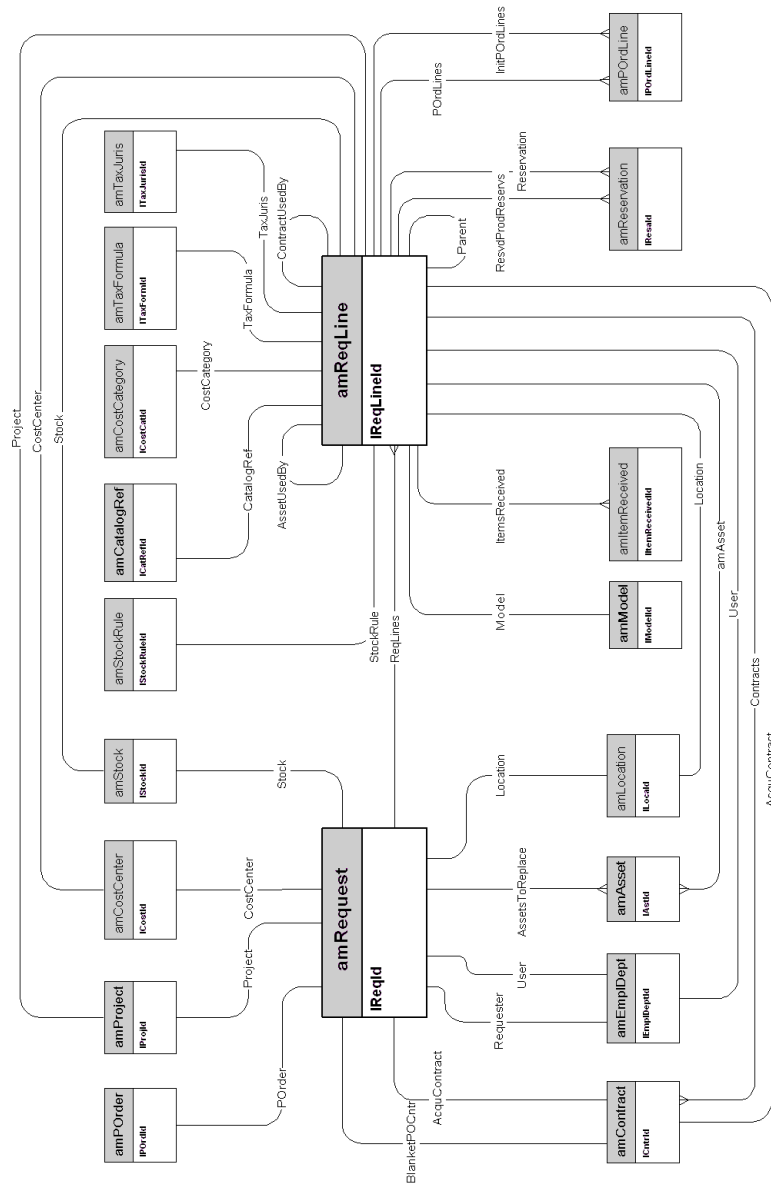 Project
CostCenter
Stock
amPOrder
lPOrdId
amProject
lProjId
amCostCenter
lCostId
amStock
lStockId
amStockRule
lStockRuleId
amCatalogRef
lCatRefId
amCostCategory
lCostCatId
amTaxFormula
lTaxFormId
amTaxJuris
lTaxJurisId
POrder
Project
CostCenter
Stock
CatalogRef
CostCategory
TaxFormula
TaxJuris
AssetUsedBy
ContractUsedBy
amRequest
lReqId
amReqLine
lReqLineId
StockRule
ReqLines
BlanketPOCntr
AcquContract
Requester
User
AssetsToReplace
Location
Model
ItemsReceived
Parent
ResvdProdReservs
Reservation
POrdLines
InitPOrdLines
amContract
lCntrId
amEmplDept
lEmplDeptId
amAsset
lAstId
amLocation
lLocaId
amModel
lModelId
amItemReceived
lItemReceivedId
amReservation
lResaId
amPOrdLine
lPOrdLineId
Location
amAsset
User
Contracts
AcquContract